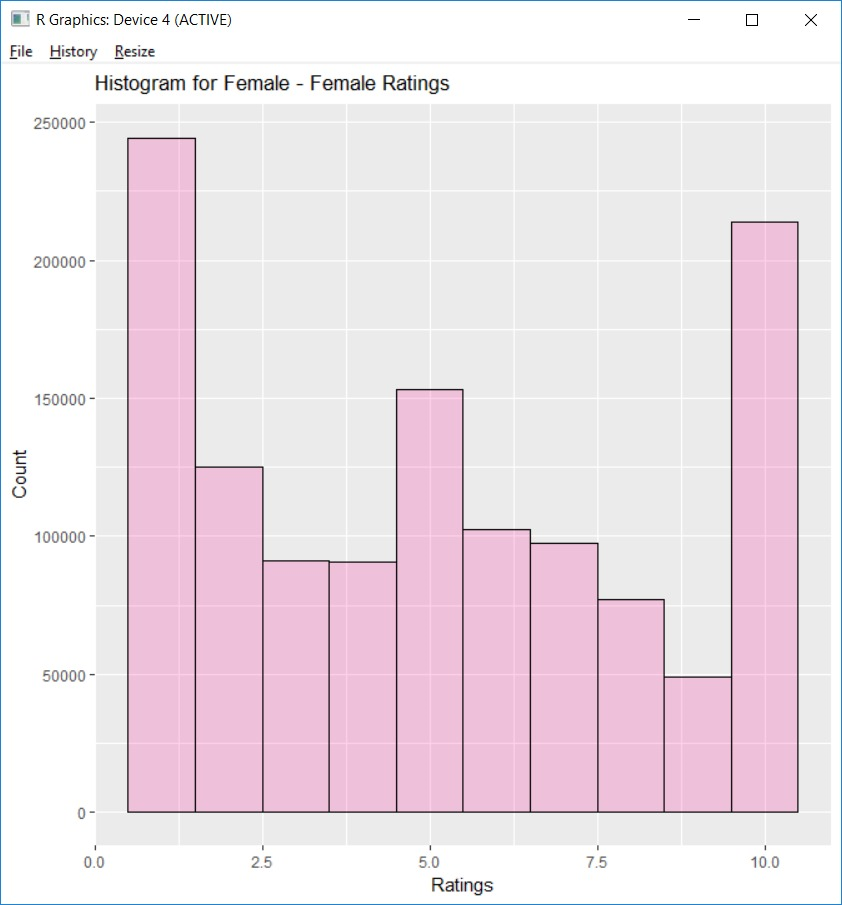 R Graphics: Device 4 (ACTIVE)
File History Resize
Histogram for Female - Female Ratings
250000
200000
150000
100000
50000
0
Count
0.0 2.5 5.0 7.5 10.0
Ratings